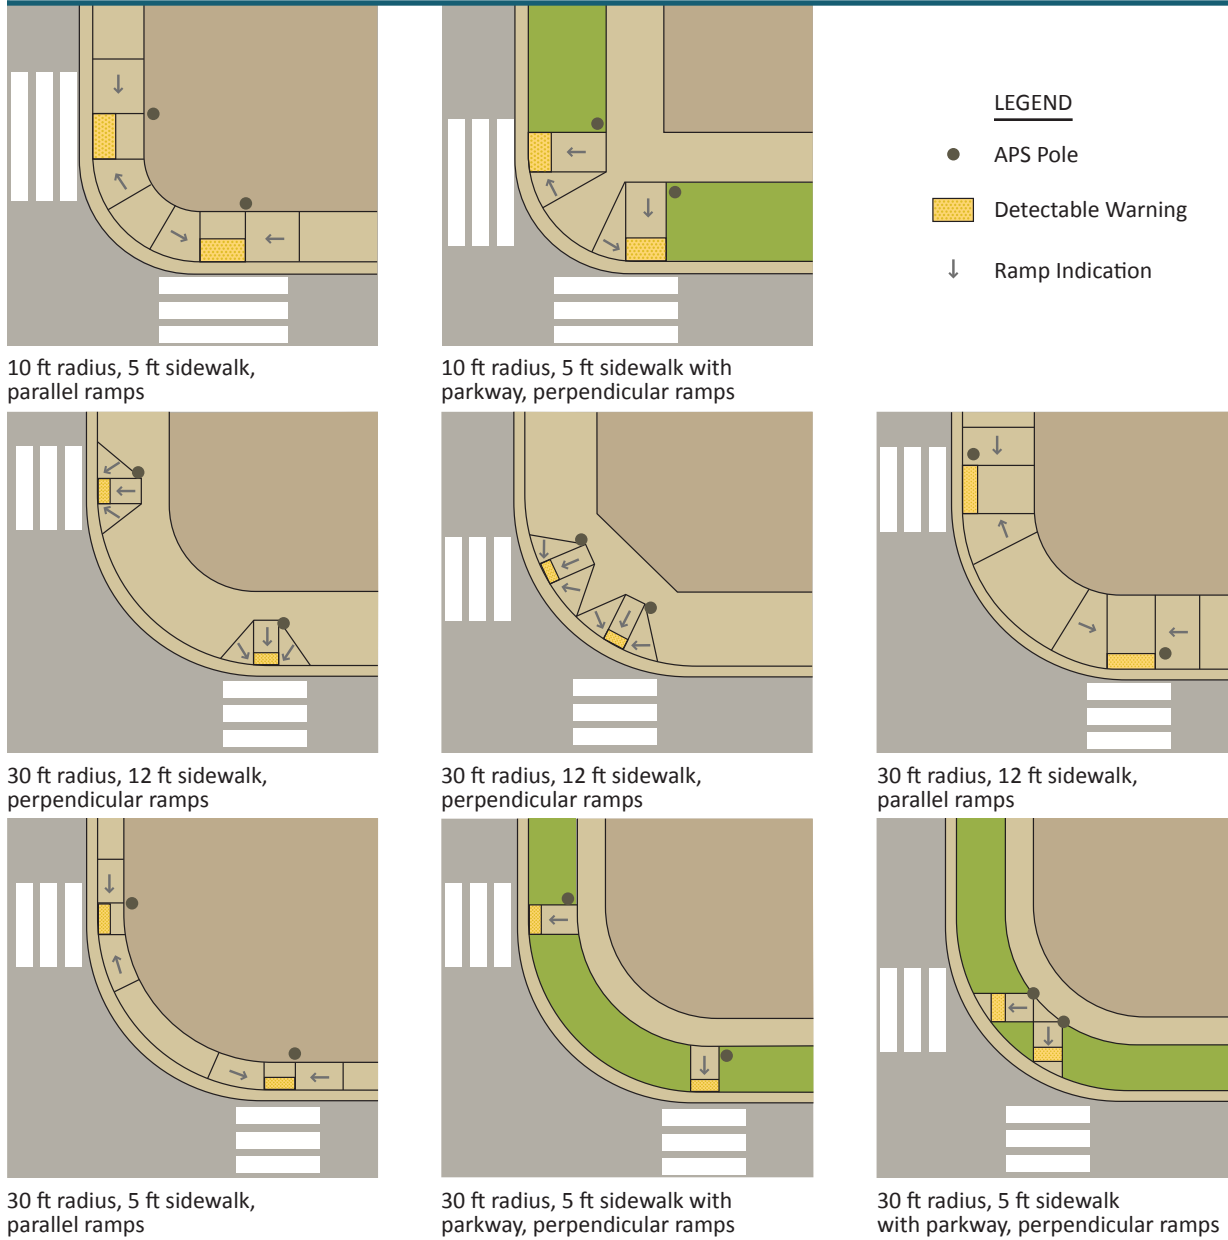 LEGEND
APS Pole
Detectable Warning
Ramp Indication
10 ft radius, 5 ft sidewalk,
parallel ramps
10 ft radius, 5 ft sidewalk with
parkway, perpendicular ramps
30 ft radius, 12 ft sidewalk,
perpendicular ramps
30 ft radius, 12 ft sidewalk,
perpendicular ramps
30 ft radius, 12 ft sidewalk,
parallel ramps
30 ft radius, 5 ft sidewalk,
parallel ramps
30 ft radius, 5 ft sidewalk with
parkway, perpendicular ramps
30 ft radius, 5 ft sidewalk
with parkway, perpendicular ramps